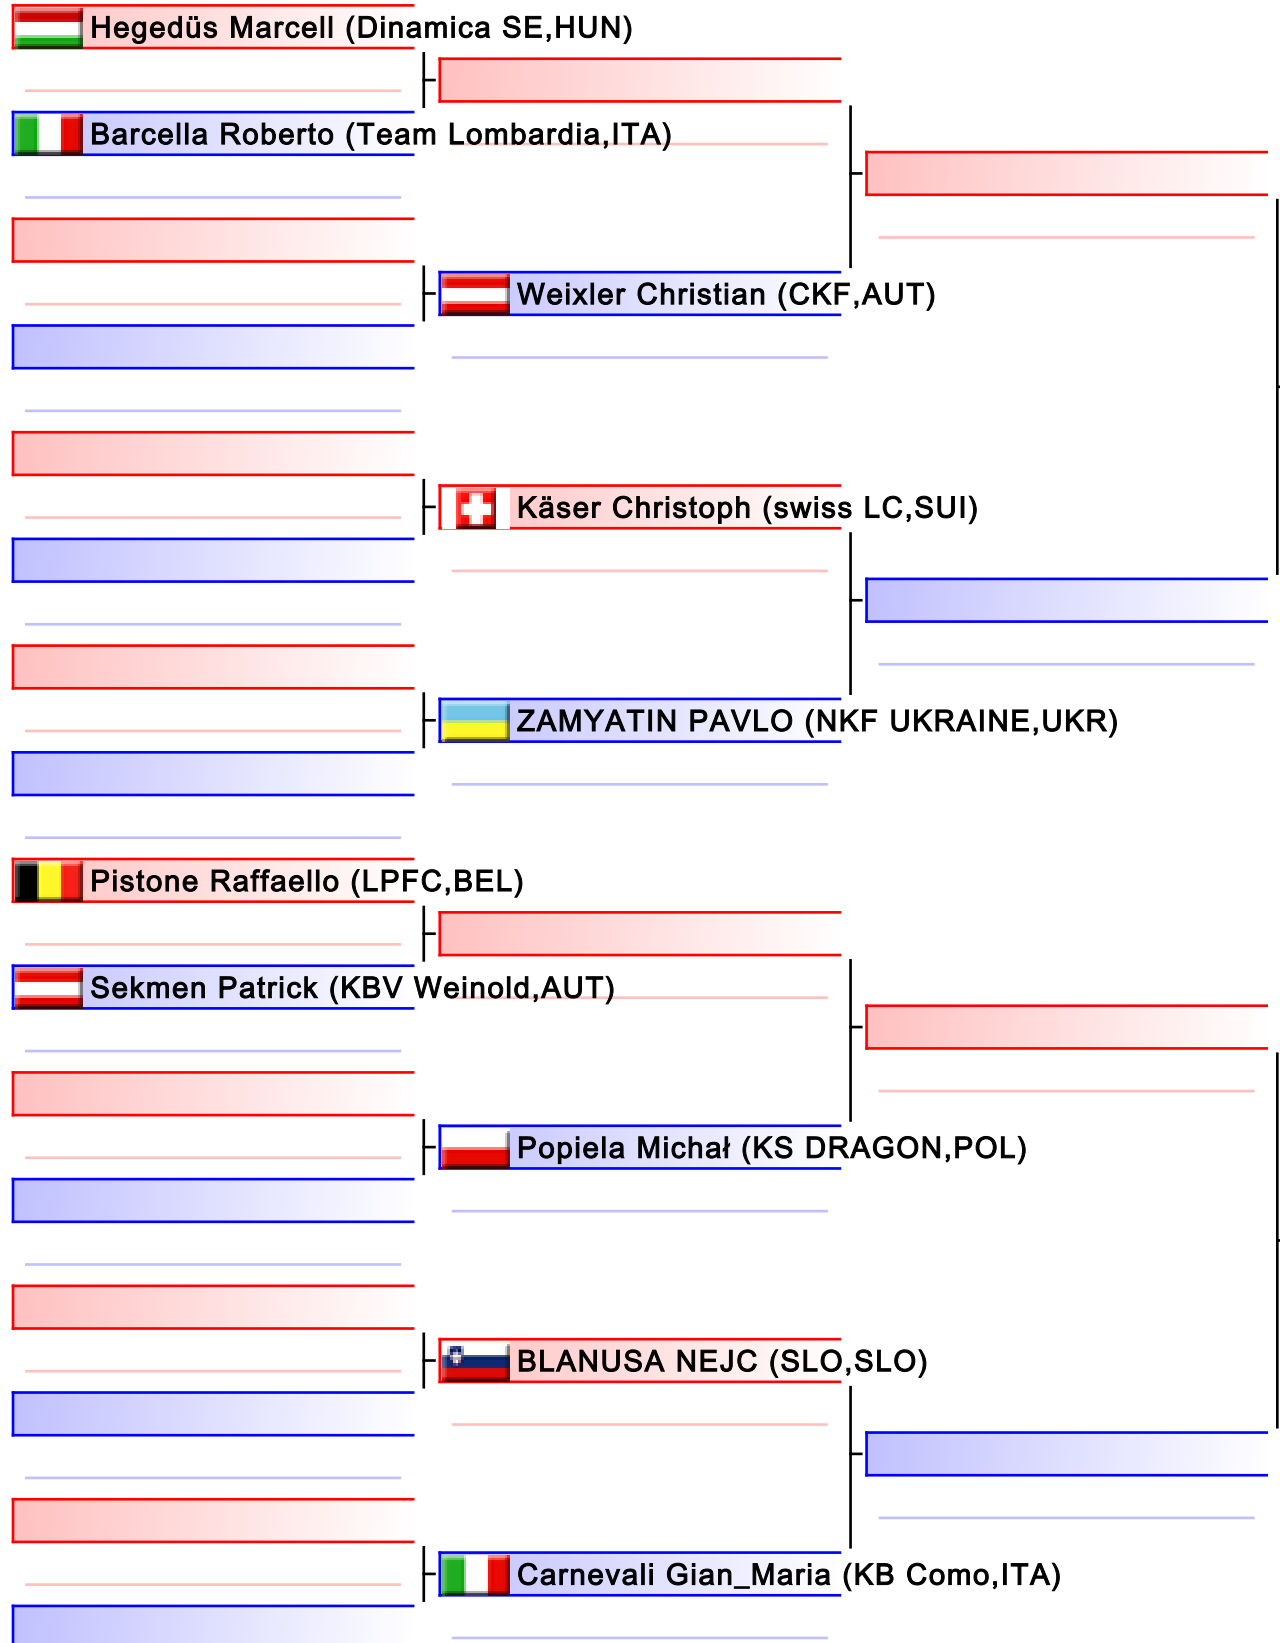 Hegedüs Marcell (Dinamica SE,HUN)
Barcella Roberto (Team Lombardia,ITA)
Weixler Christian (CKF,AUT)
Käser Christoph (swiss LC,SUI)
ZAMYATIN PAVLO (NKF UKRAINE,UKR)
Pistone Raffaello (LPFC,BEL)
Sekmen Patrick (KBV Weinold,AUT)
Popiela Michał (KS DRAGON,POL)
BLANUSA NEJC (SLO,SLO)
Carnevali Gian_Maria (KB Como,ITA)